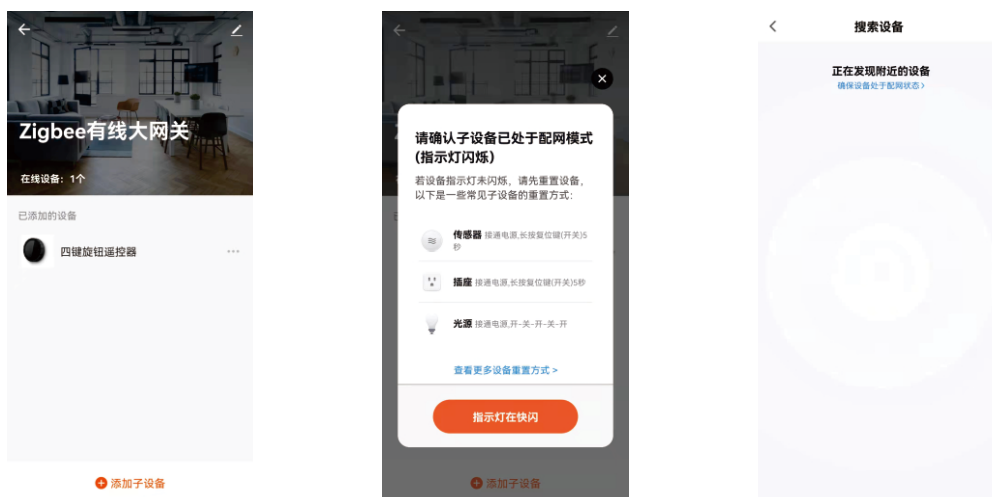 Zigbee有线大网关
在线设备：1个
已添加的设备
四键旋钮遥控器
添加子设备
请确认子设备已处于配网模式
(指示灯闪烁)
若设备指示灯未闪烁，请先重置设备，
以下是一些常见子设备的重置方式：
传感器 接通电源,长按复位键(开关)5
秒
插座 接通电源,长按复位键(开关)5秒
光源 接通电源,开-关-开-关-开
查看更多设备重置方式 >
指示灯在快闪
添加子设备
搜索设备
正在发现附近的设备
确保设备处于配网状态 >